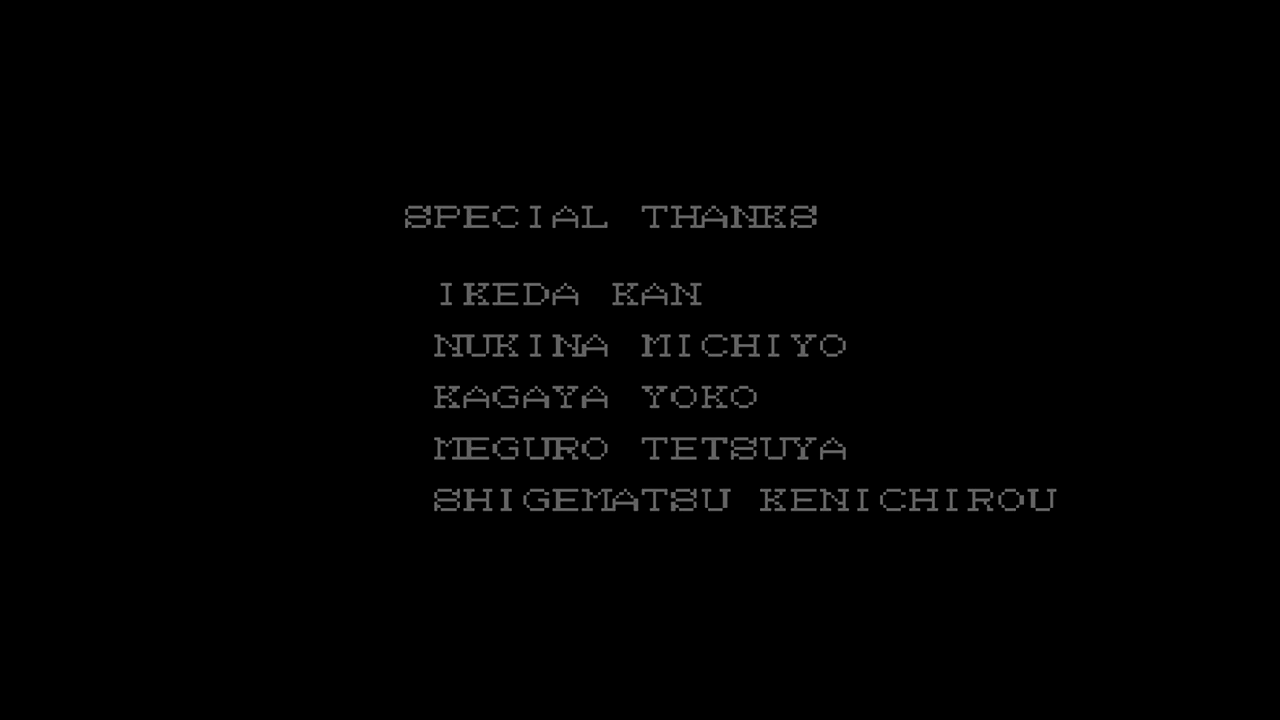 SPECIAL THANKS
IKEDA KAN
NUKINA MICHIYO
KAGAYA YOKO
MEGURO TETSUYA
SHIGEMATSU KENICHIROU